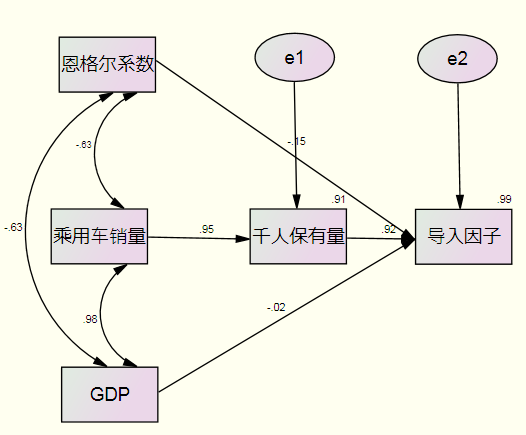 e1
e2
恩格尔系数
-.15
-.63
.91
.99
乘用车销量
.95
千人保有量
.92
导入因子
-.63
-.02
.98
GDP